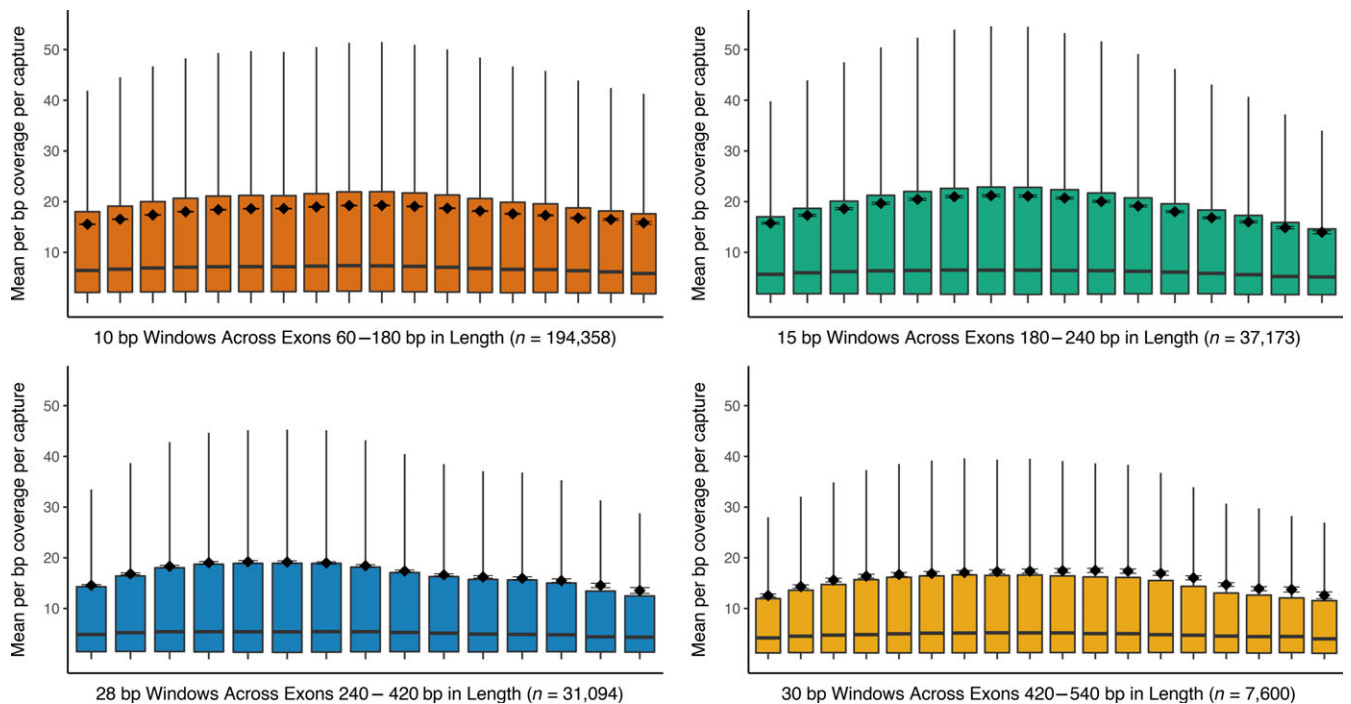 Mean per bp coverage per capture
50
40
30
20
10
10 bp Windows Across Exons 60–180 bp in Length (n = 194,358)
Mean per bp coverage per capture
50
40
30
20
10
15 bp Windows Across Exons 180–240 bp in Length (n = 37,173)
Mean per bp coverage per capture
50
40
30
20
10
28 bp Windows Across Exons 240–420 bp in Length (n = 31,094)
Mean per bp coverage per capture
50
40
30
20
10
30 bp Windows Across Exons 420–540 bp in Length (n = 7,600)